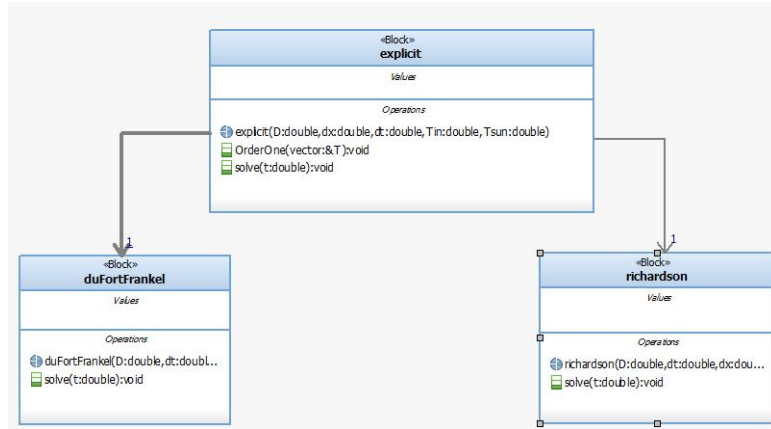 «Block»
explicit
Values
Operations
explicit(D:double,dx:double,dt:double,Tin:double,Tsun:double)
OrderOne(vector:&T):void
solve(t:double):void
1
1
«Block»
duFortFrankel
Values
Operations
duFortFrankel(D:double,dt:doubl...
solve(t:double):void
«Block»
richardson
Values
Operations
richardson(D:double,dt:double,dx:dou...
solve(t:double):void